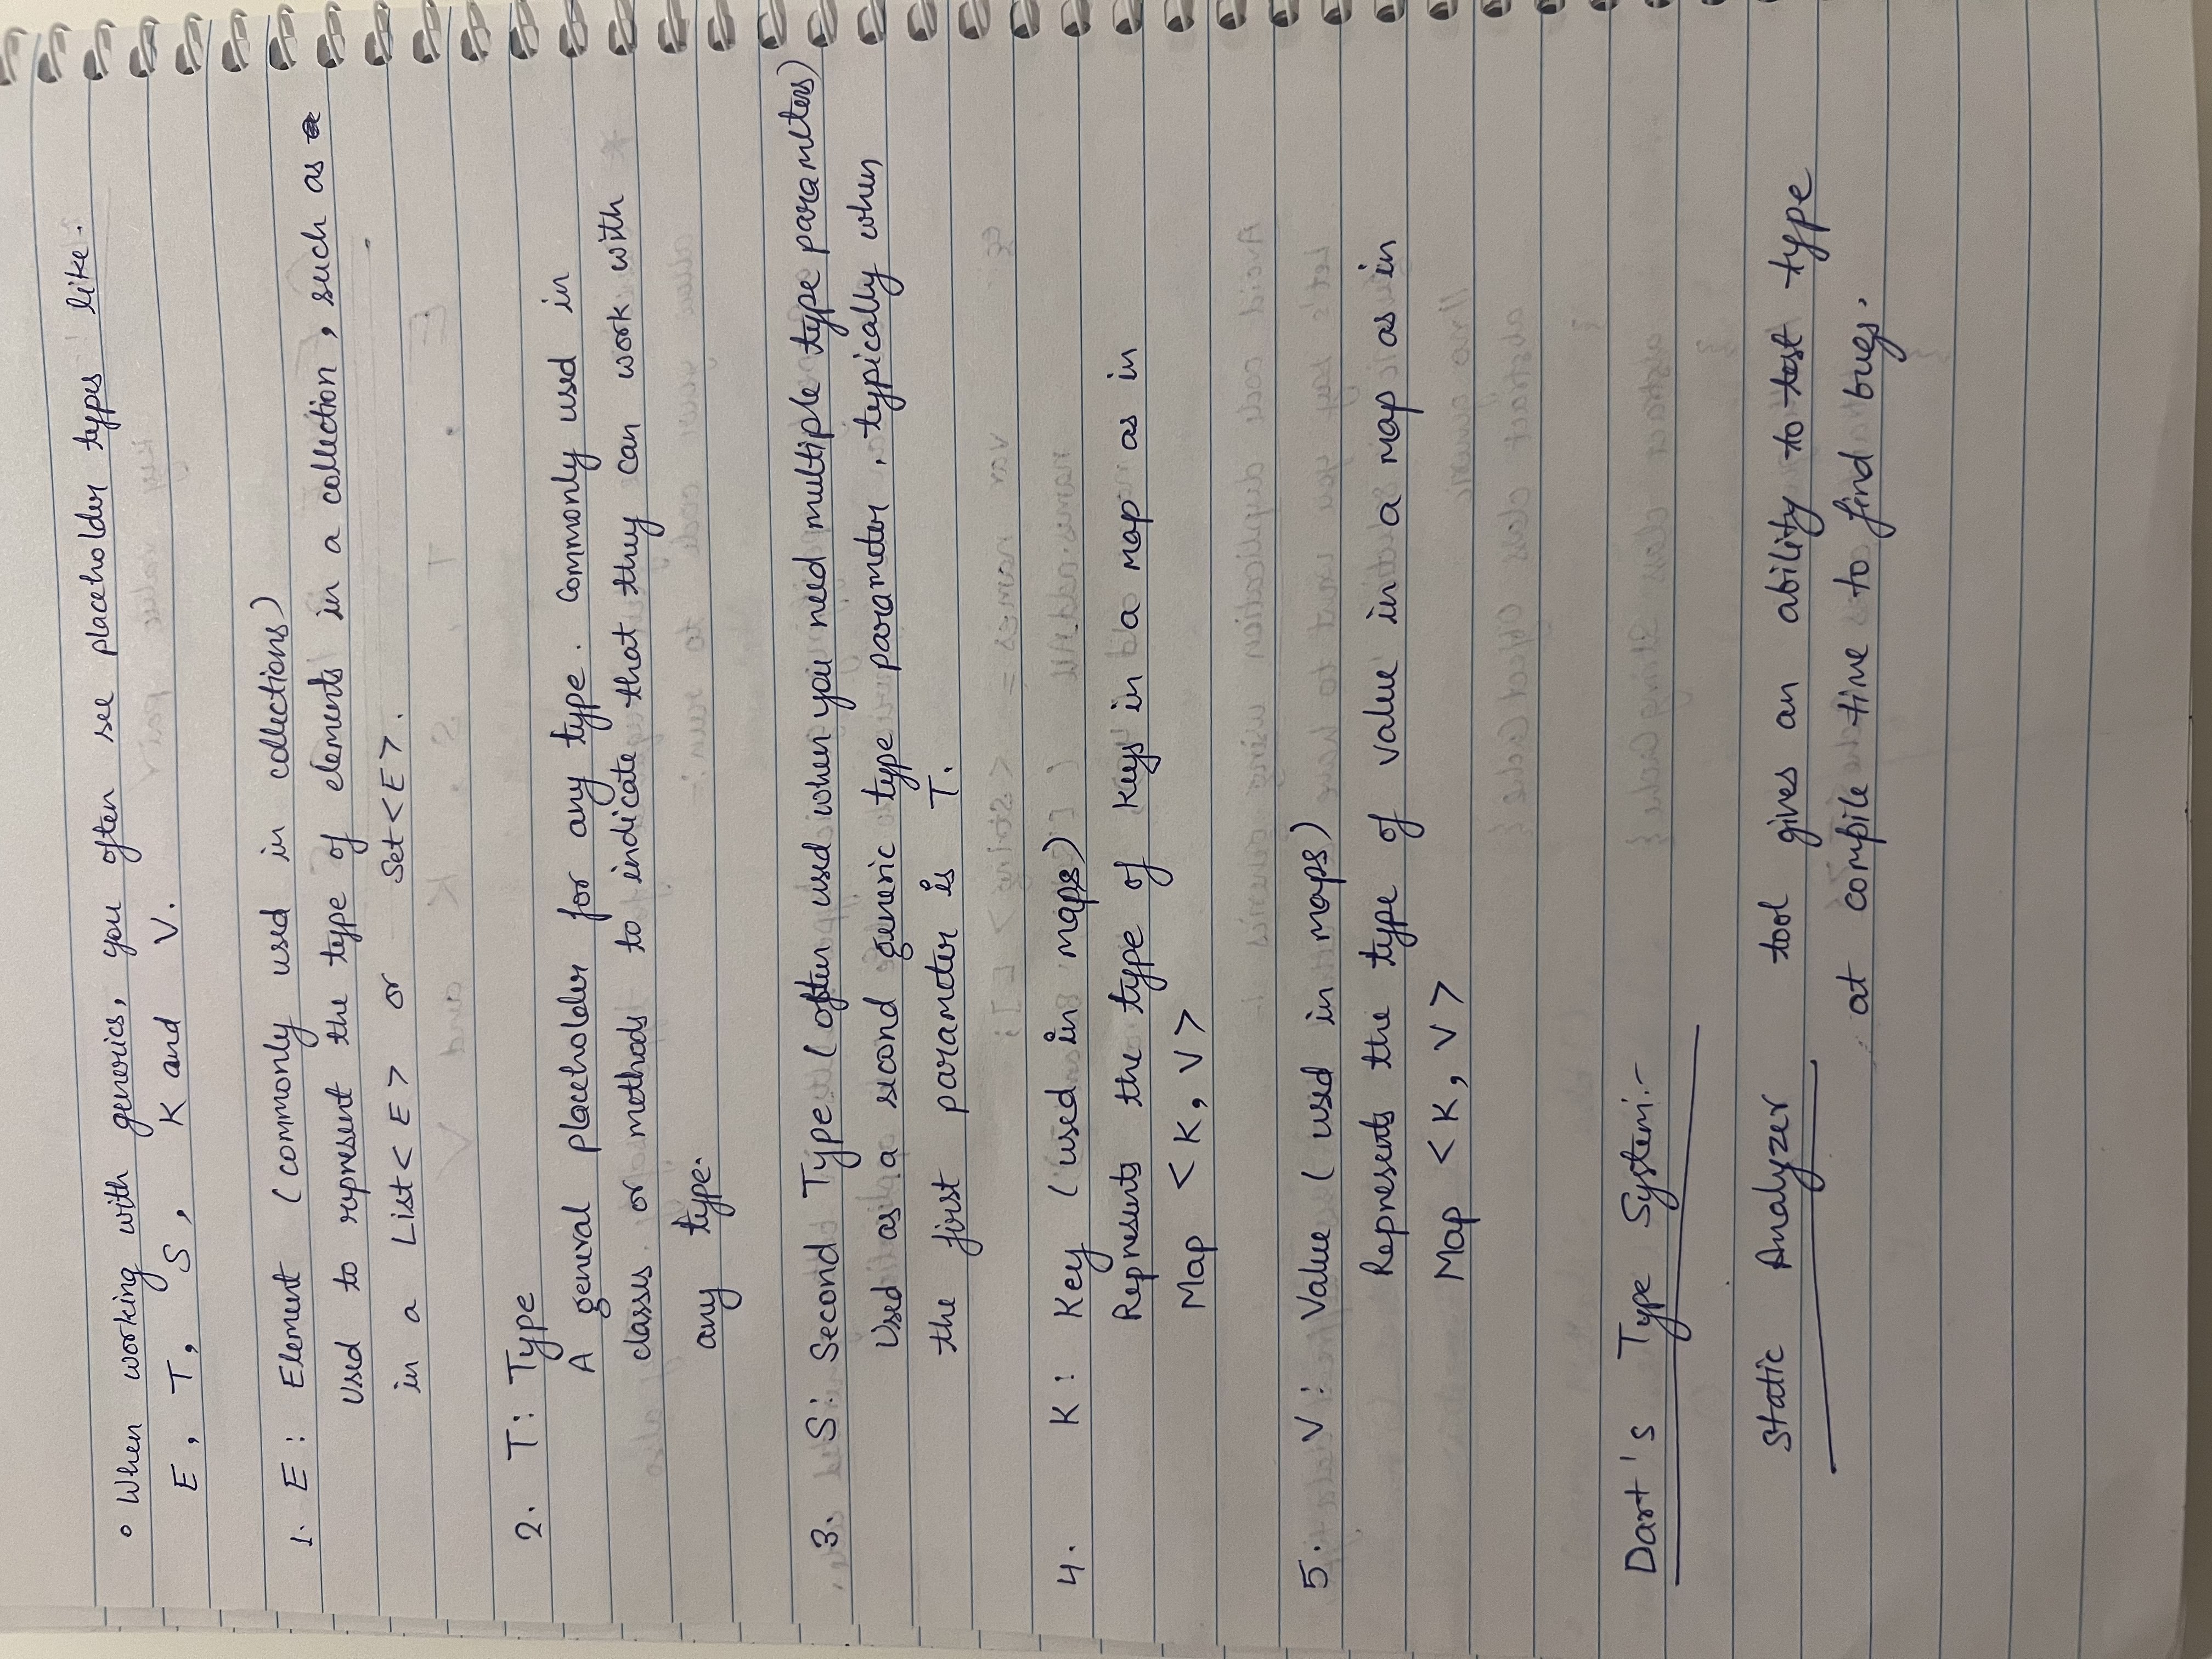 ◦ When working with generics, you often see placeholder types like.
E, T, S, K and V.
1. E : Element (commonly used in collections)
Used to represent the type of elements in a collection, such as
in a List<E> or Set<E>.
2. T: Type
A general placeholder for any type. Commonly used in
classes or methods to indicate that they can work with
any type.
3. S: Second Type (often used when you need multiple type parameters)
Used as a second generic type parameter, typically when
the first parameter is T.
4. K: Key (used in maps)
Represents the type of keys in a map as in
Map <K, V>
5. V: Value (used in maps)
Represents the type of value in a map as in
Map <K, V>
Dart's Type System:-
Static Analyzer tool gives an ability to test type
at compile time to find bugs.